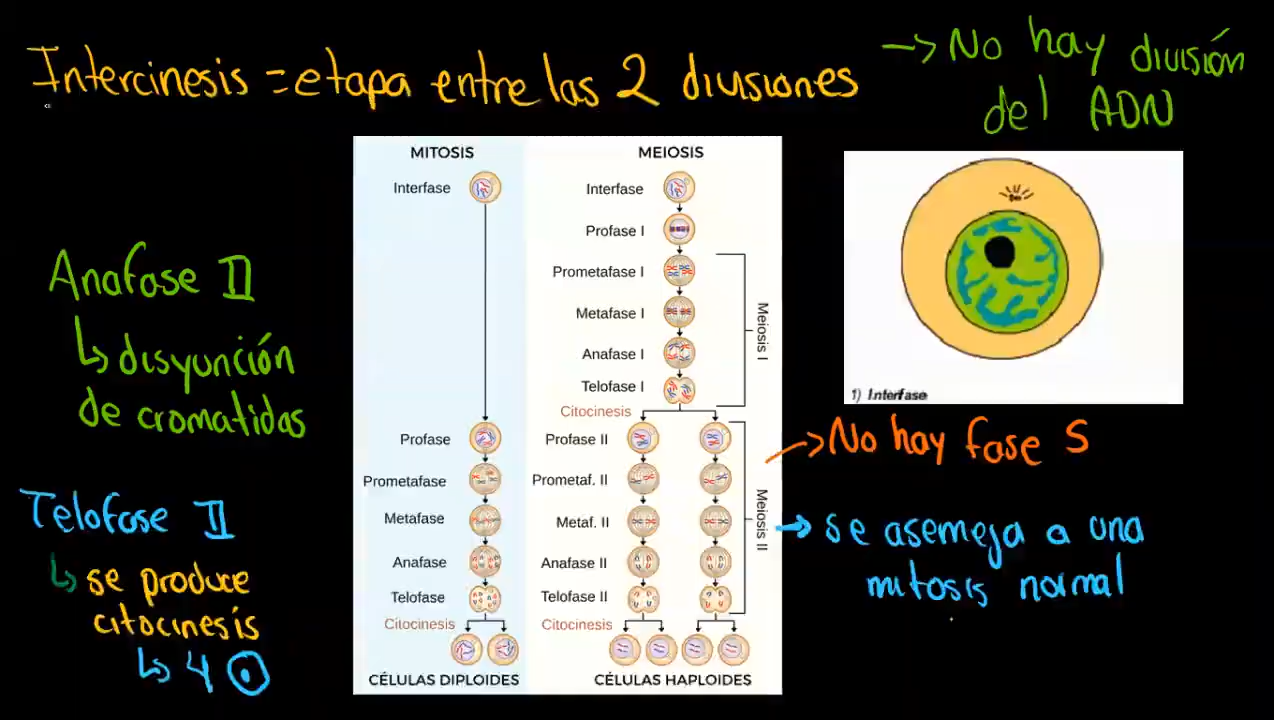 Intercinesis = etapa entre las 2 divisiones
→ No hay división
del ADN
MITOSIS
Interfase
Profase
Prometafase
Metafase
Anafase
Telofase
Citocinesis
CÉLULAS DIPLOIDES
MEIOSIS
Interfase
Profase I
Prometafase I
Metafase I
Anafase I
Telofase I
Citocinesis
Profase II
Prometaf. II
Metaf. II
Anafase II
Telofase II
Citocinesis
CÉLULAS HAPLOIDES
Meiosis I
Meiosis II
1) Interfase
Anafase II
↳ disyunción
de cromatidas
Telofase II
↳ se produce
citocinesis
↳ 4
→ No hay fase S
→ se asemeja a una
mitosis normal